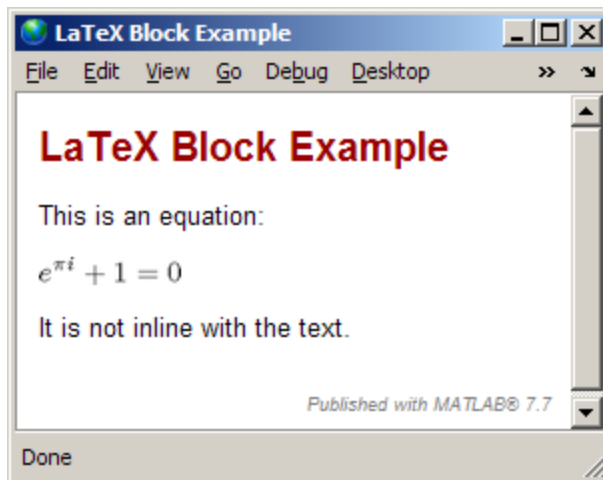 LaTeX Block Example
File Edit View Go Debug Desktop »
LaTeX Block Example
This is an equation:
e^{πi} + 1 = 0
It is not inline with the text.
Published with MATLAB® 7.7
Done